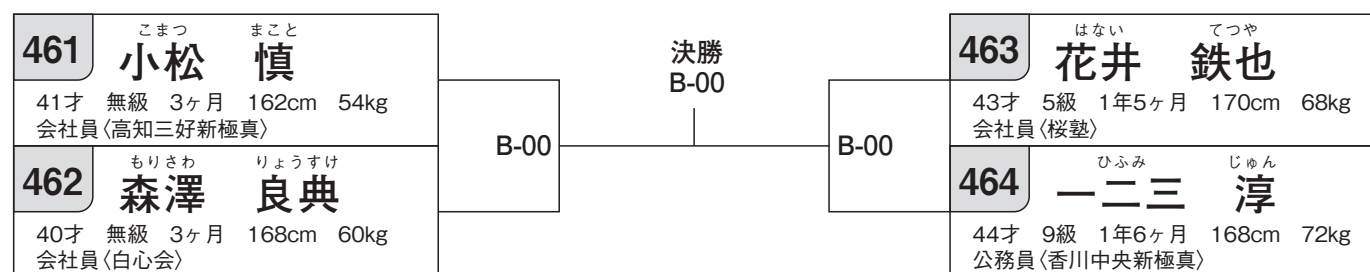 こまつ まこと
461 小松 慎
41才 無級 3ヶ月 162cm 54kg
会社員〈高知三好新極真〉
もりさわ りょうすけ
462 森澤 良典
40才 無級 3ヶ月 168cm 60kg
会社員〈白心会〉
B-00
決勝
B-00
B-00
はない てつや
463 花井 鉄也
43才 5級 1年5ヶ月 170cm 68kg
会社員〈桜塾〉
ひふみ じゅん
464 一二三 淳
44才 9級 1年6ヶ月 168cm 72kg
公務員〈香川中央新極真〉